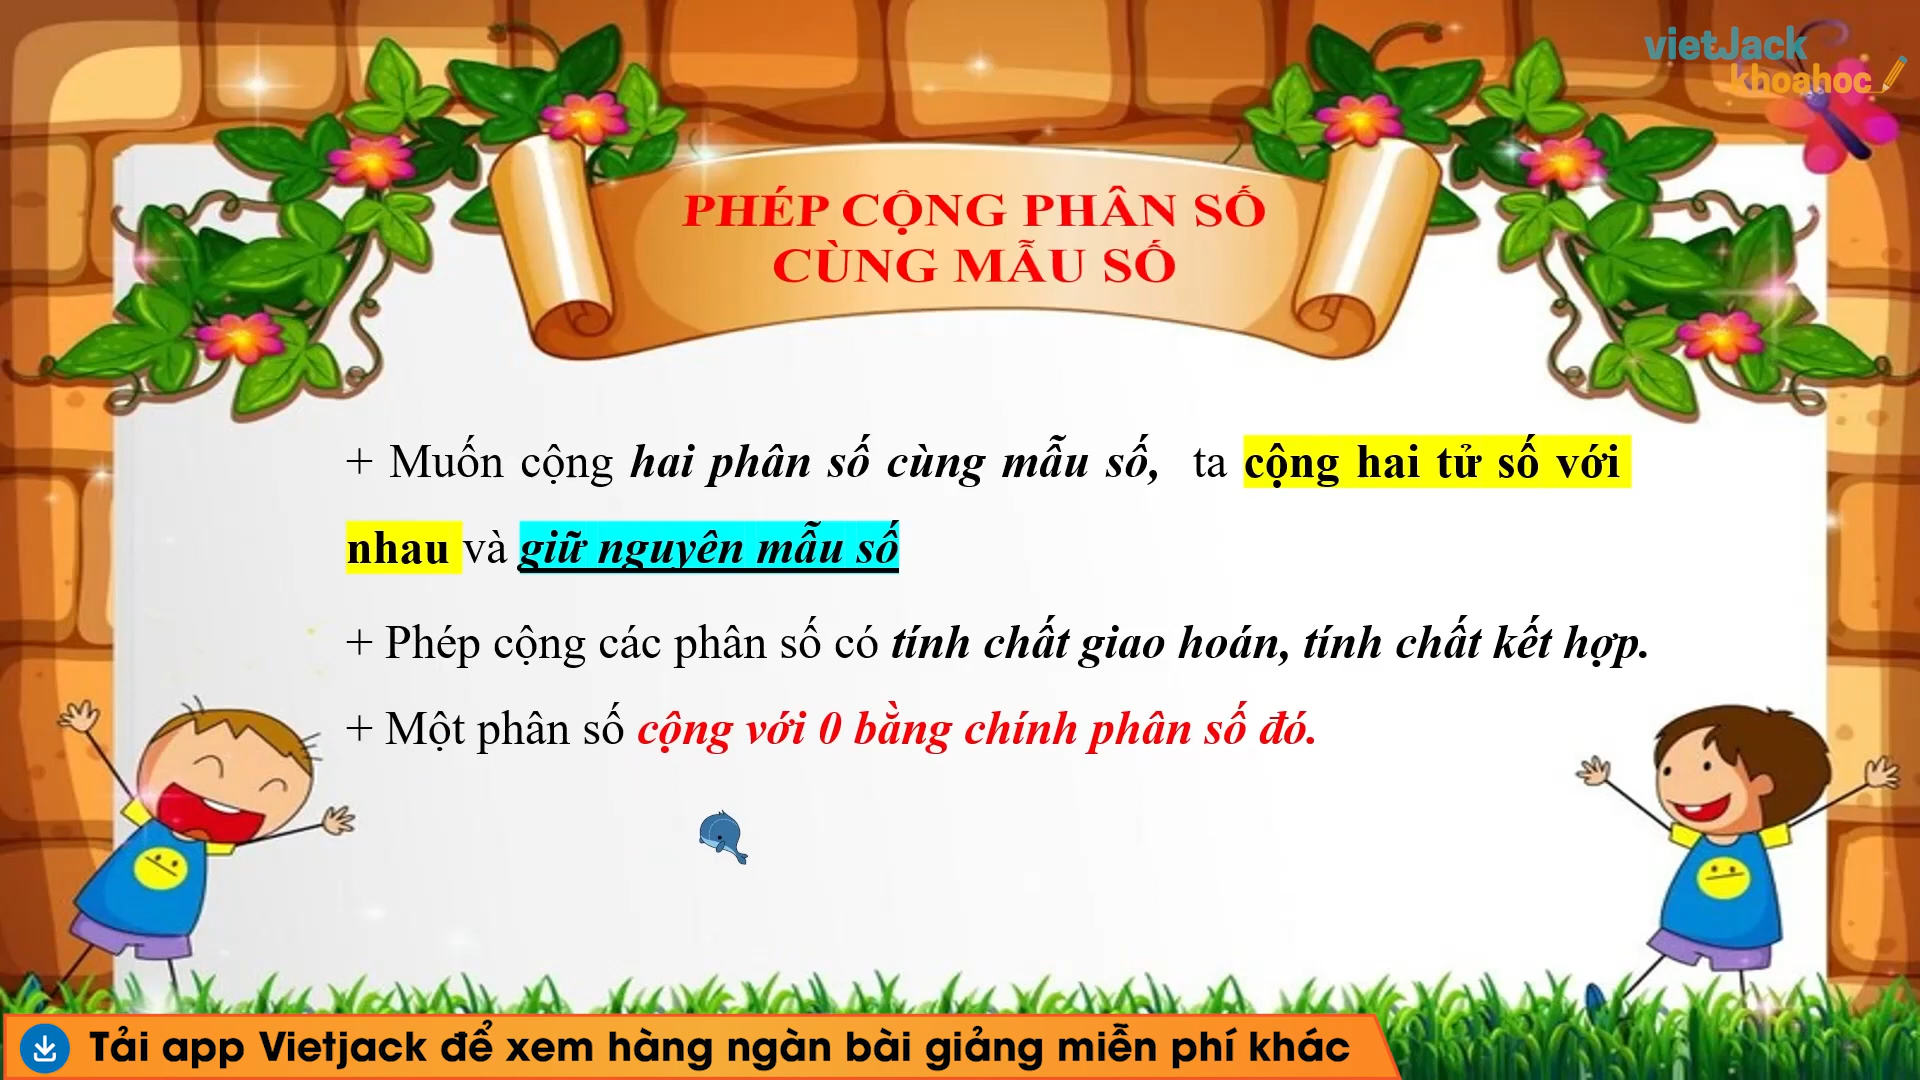 vietJack
khoahoc
PHÉP CỘNG PHÂN SỐ
CÙNG MẪU SỐ
+ Muốn cộng hai phân số cùng mẫu số, ta cộng hai tử số với
nhau và giữ nguyên mẫu số
+ Phép cộng các phân số có tính chất giao hoán, tính chất kết hợp.
+ Một phân số cộng với 0 bằng chính phân số đó.
Tải app Vietjack để xem hàng ngàn bài giảng miễn phí khác